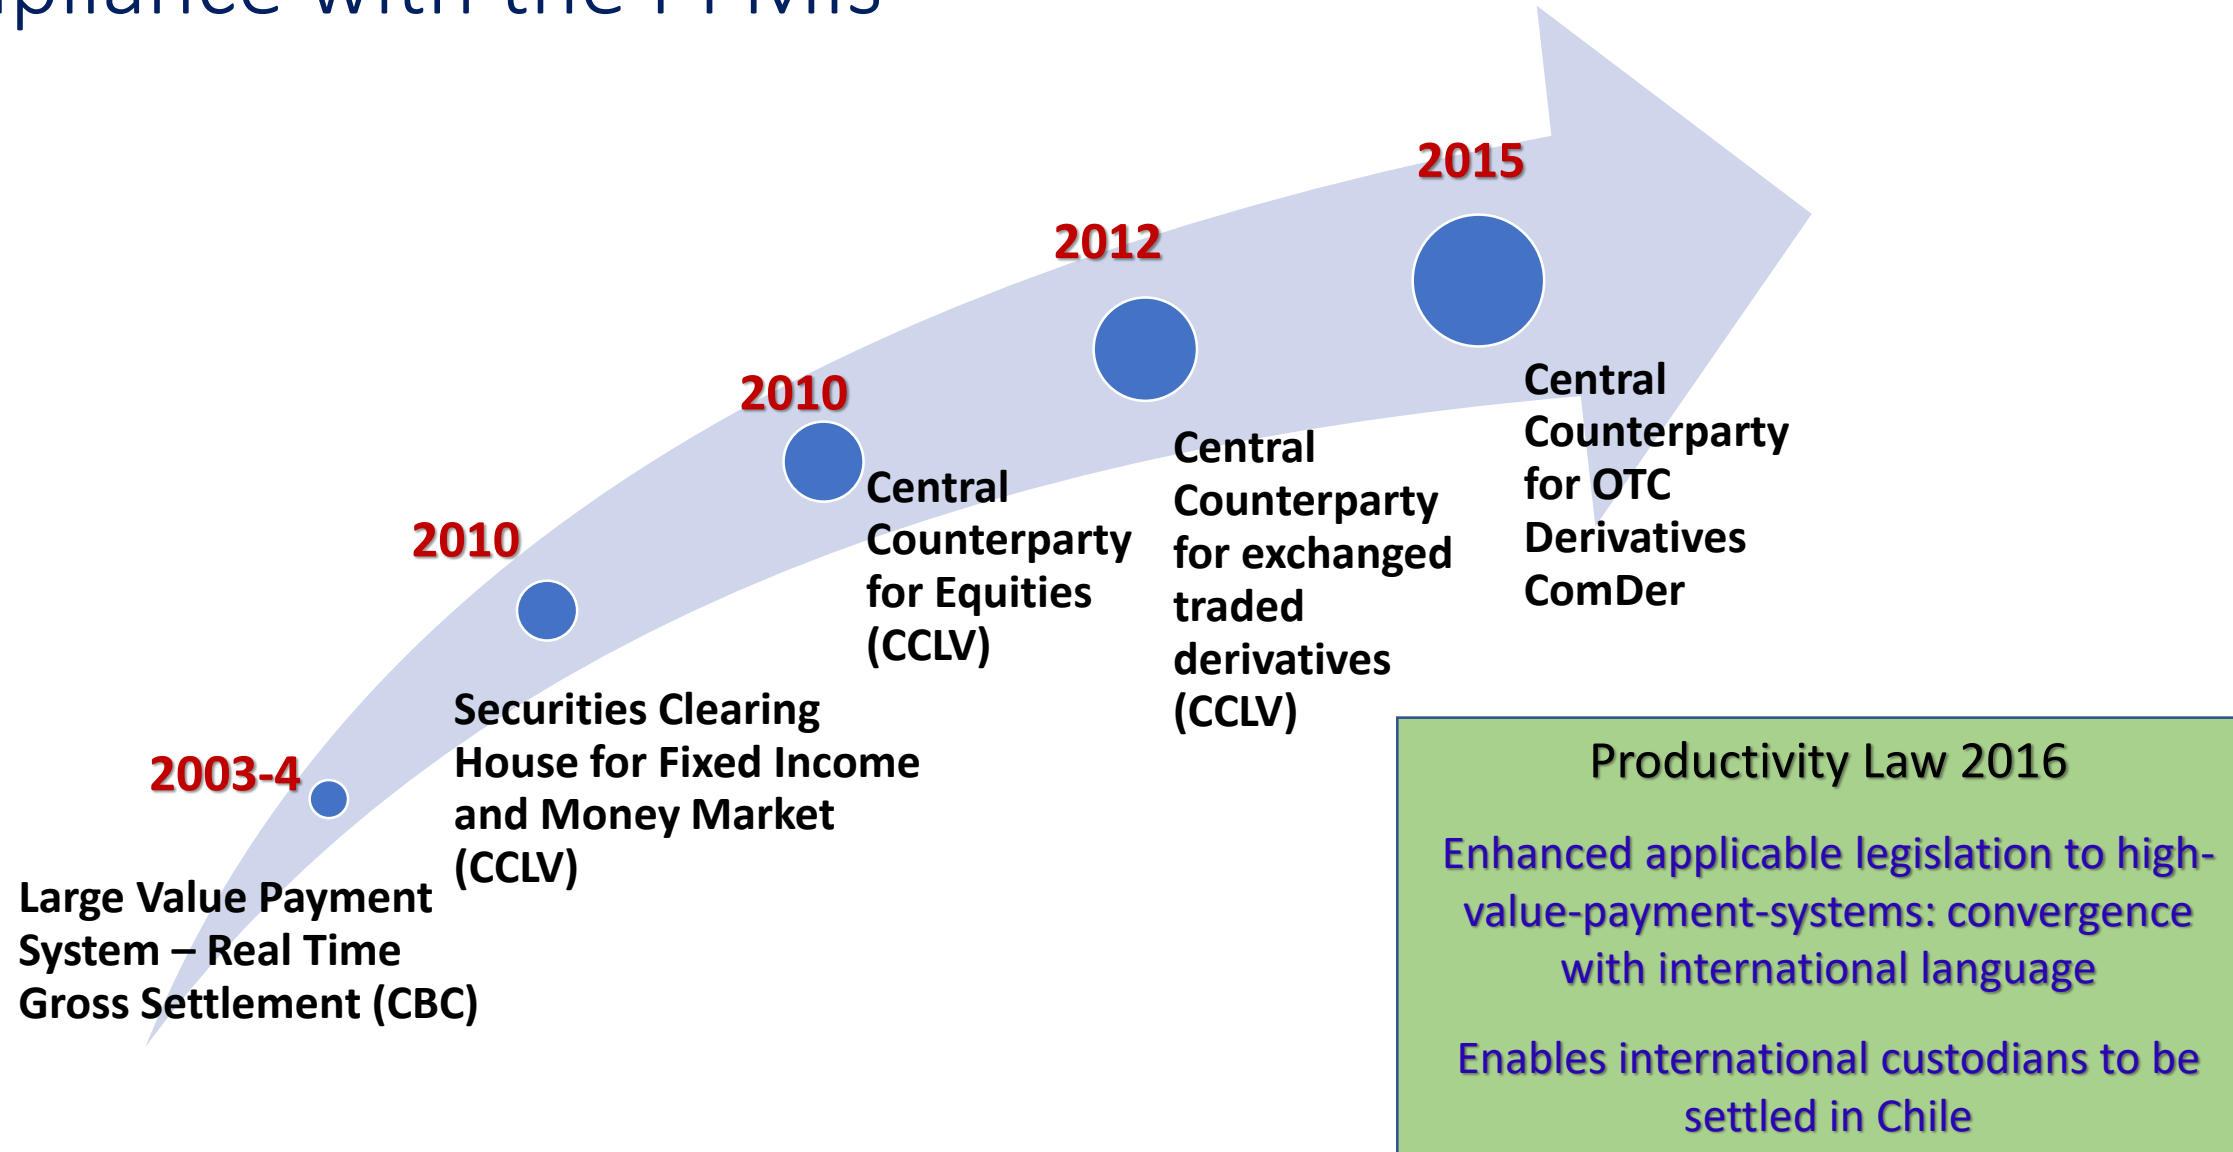 with the PFMIs
2003-4
Large Value Payment
System – Real Time
Gross Settlement (CBC)
2010
Securities Clearing
House for Fixed Income
and Money Market
(CCLV)
2010
Central
Counterparty
for Equities
(CCLV)
2012
Central
Counterparty
for exchanged
traded
derivatives
(CCLV)
2015
Central
Counterparty
for OTC
Derivatives
ComDer
Productivity Law 2016
Enhanced applicable legislation to high-
value-payment-systems: convergence
with international language
Enables international custodians to be
settled in Chile